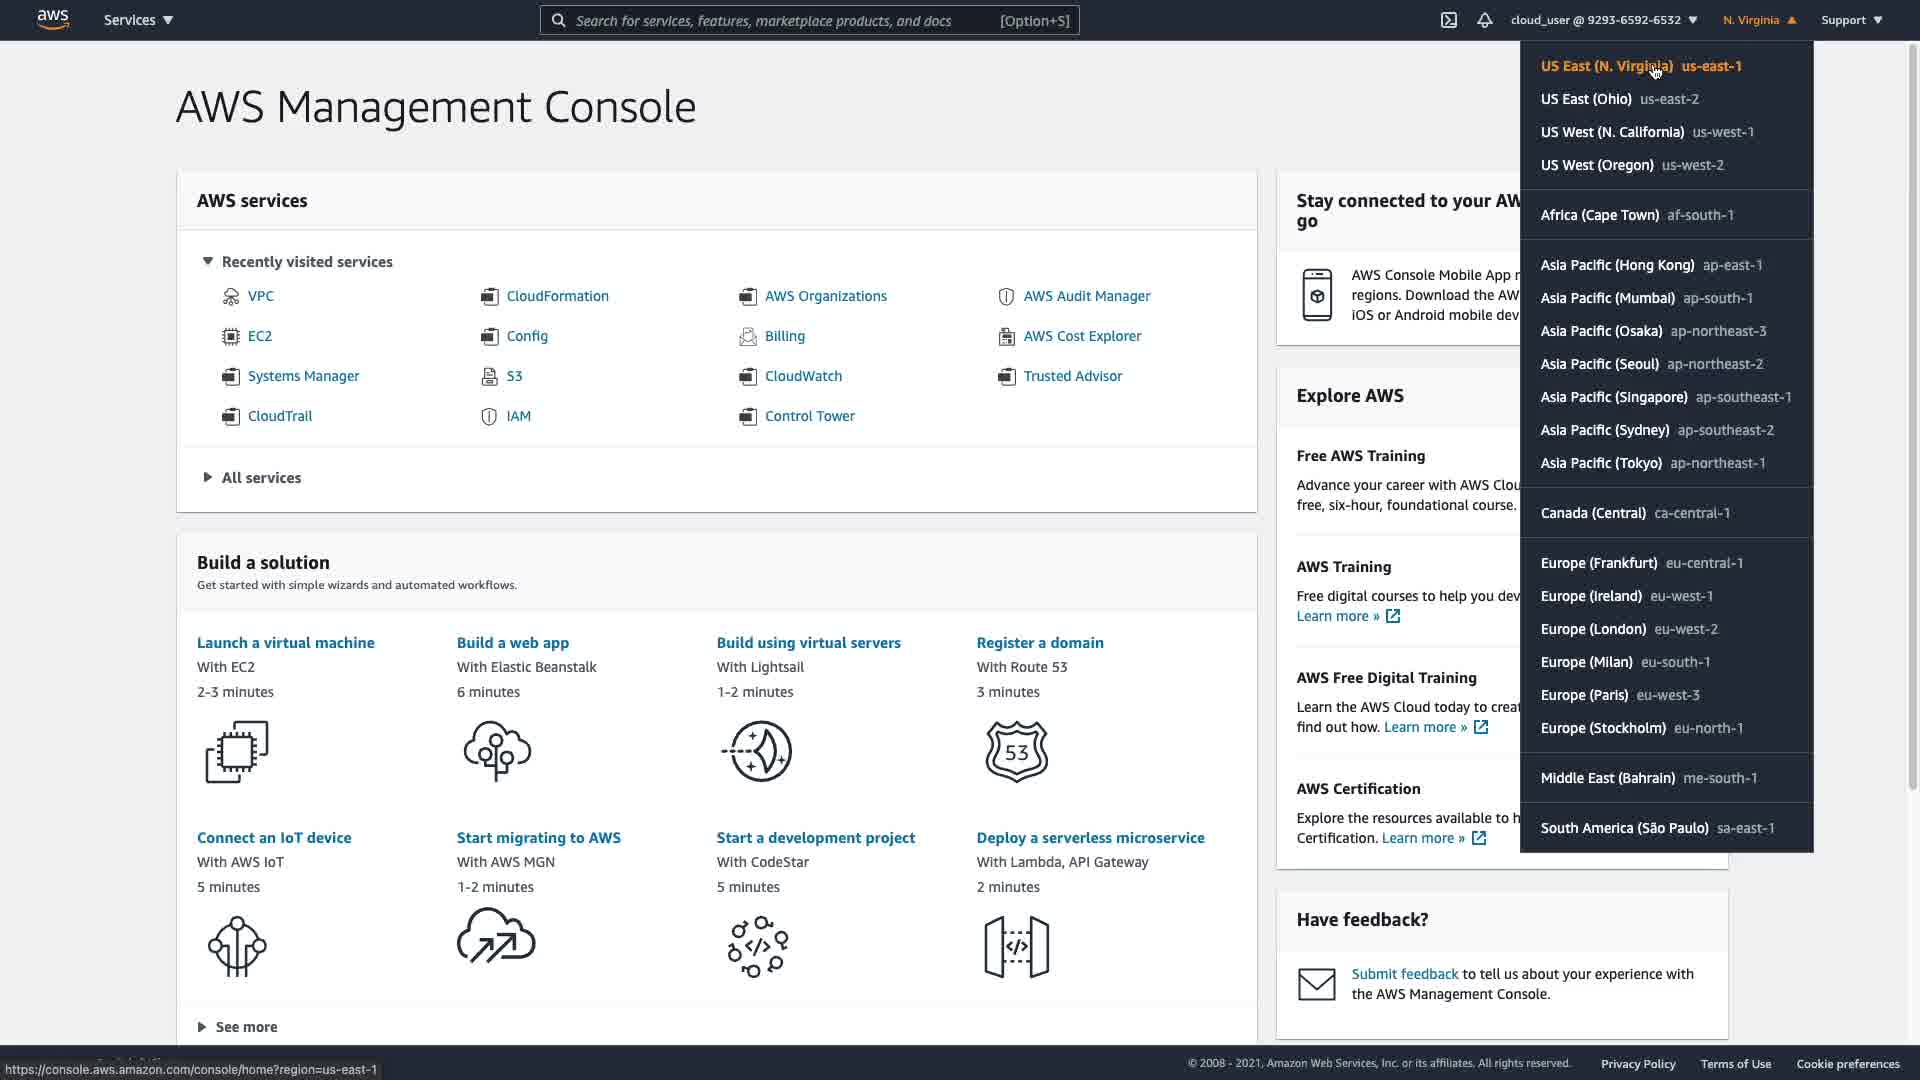 aws
Services
Search for services, features, marketplace products, and docs [Option+S]
cloud_user @ 9293-6592-6532
N. Virginia
Support
AWS Management Console
AWS services
Recently visited services
VPC
CloudFormation
AWS Organizations
AWS Audit Manager
EC2
Config
Billing
AWS Cost Explorer
Systems Manager
S3
CloudWatch
Trusted Advisor
CloudTrail
IAM
Control Tower
All services
Build a solution
Get started with simple wizards and automated workflows.
Launch a virtual machine
With EC2
2-3 minutes
Build a web app
With Elastic Beanstalk
6 minutes
Build using virtual servers
With Lightsail
1-2 minutes
Register a domain
With Route 53
3 minutes
53
Connect an IoT device
With AWS IoT
5 minutes
Start migrating to AWS
With AWS MGN
1-2 minutes
Start a development project
With CodeStar
5 minutes
</>
Deploy a serverless microservice
With Lambda, API Gateway
2 minutes
</>
See more
Stay connected to your AW
go
AWS Console Mobile App
regions. Download the AW
iOS or Android mobile dev
Explore AWS
Free AWS Training
Advance your career with AWS Clou
free, six-hour, foundational course.
AWS Training
Free digital courses to help you dev
Learn more »
AWS Free Digital Training
Learn the AWS Cloud today to creat
find out how. Learn more »
AWS Certification
Explore the resources available to h
Certification. Learn more »
Have feedback?
Submit feedback to tell us about your experience with
the AWS Management Console.
US East (N. Virginia) us-east-1
US East (Ohio) us-east-2
US West (N. California) us-west-1
US West (Oregon) us-west-2
Africa (Cape Town) af-south-1
Asia Pacific (Hong Kong) ap-east-1
Asia Pacific (Mumbai) ap-south-1
Asia Pacific (Osaka) ap-northeast-3
Asia Pacific (Seoul) ap-northeast-2
Asia Pacific (Singapore) ap-southeast-1
Asia Pacific (Sydney) ap-southeast-2
Asia Pacific (Tokyo) ap-northeast-1
Canada (Central) ca-central-1
Europe (Frankfurt) eu-central-1
Europe (Ireland) eu-west-1
Europe (London) eu-west-2
Europe (Milan) eu-south-1
Europe (Paris) eu-west-3
Europe (Stockholm) eu-north-1
Middle East (Bahrain) me-south-1
South America (São Paulo) sa-east-1
https://console.aws.amazon.com/console/home?region=us-east-1
© 2008 - 2021, Amazon Web Services, Inc. or its affiliates. All rights reserved.
Privacy Policy
Terms of Use
Cookie preferences